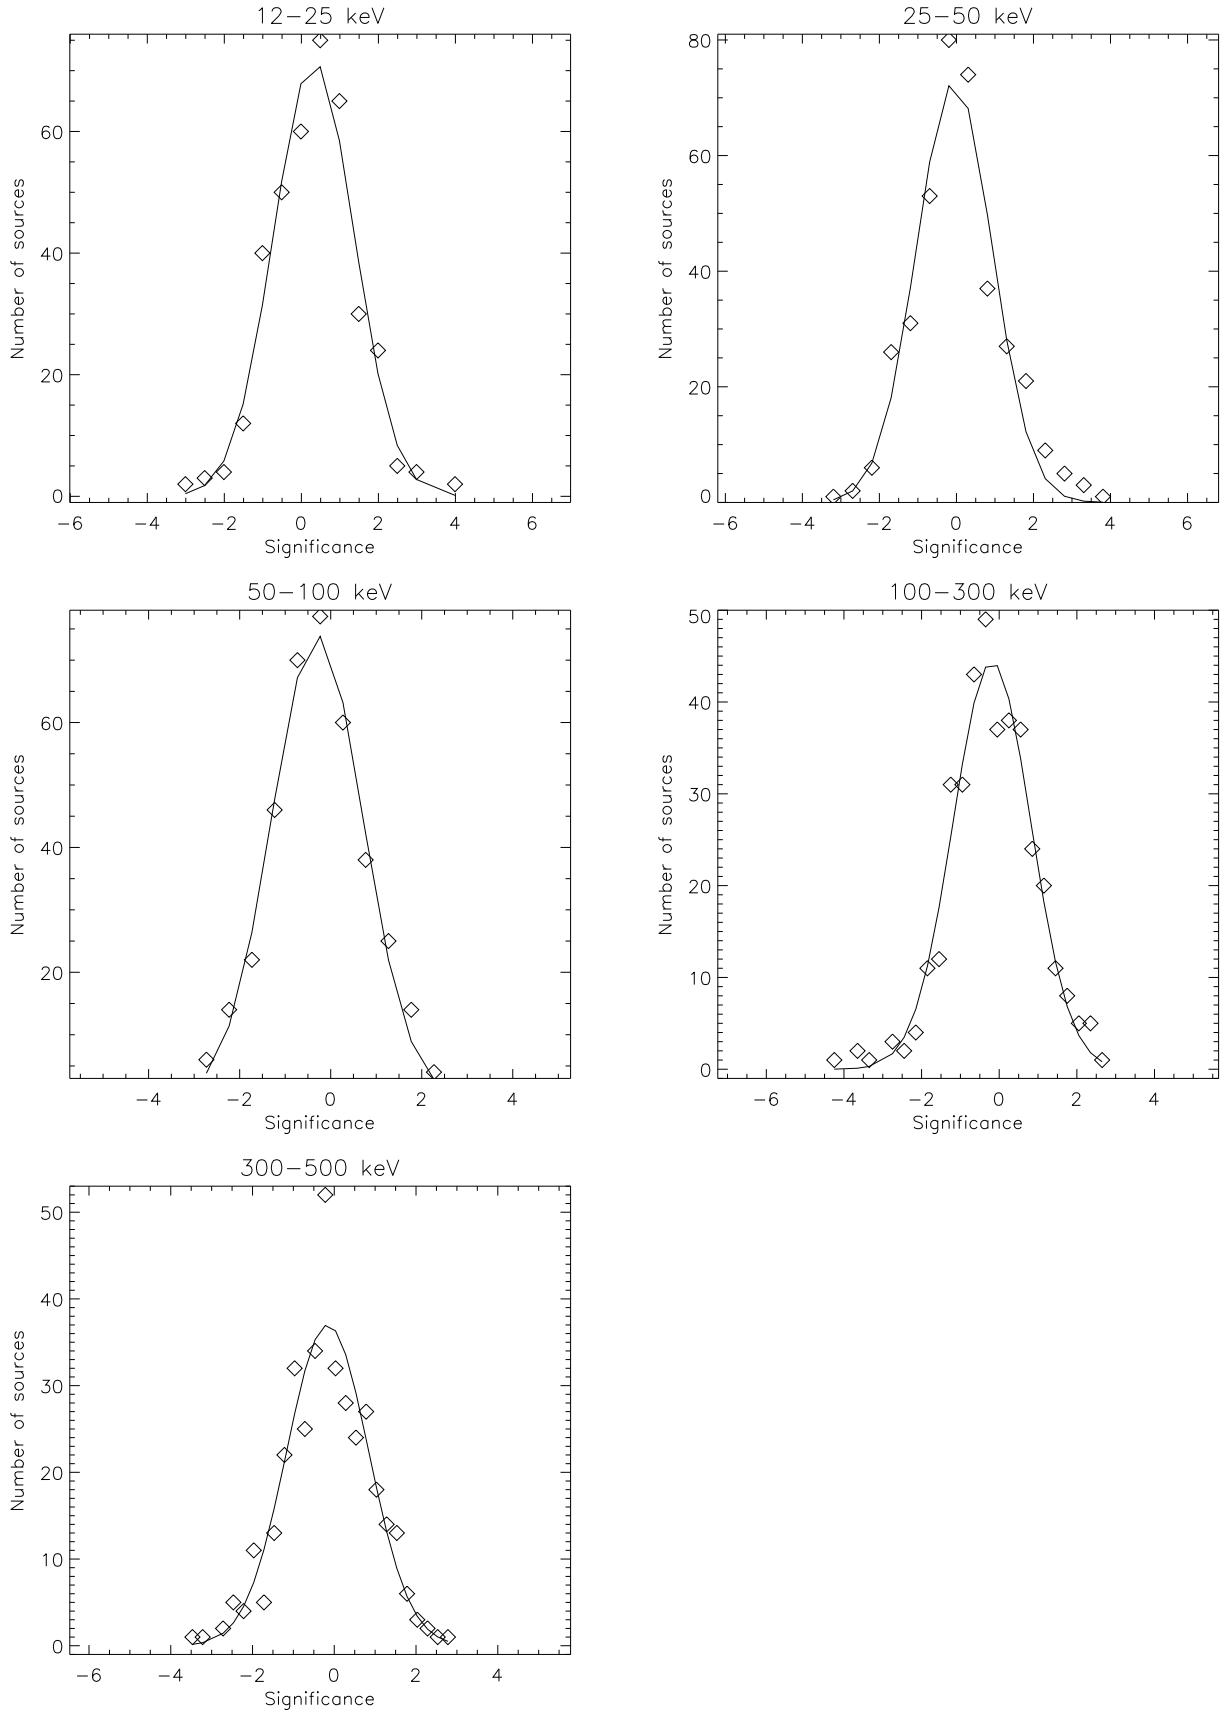 12−25 keV
Number of sources
60
40
20
0
−6 −4 −2 0 2 4 6
Significance
25−50 keV
Number of sources
80
60
40
20
0
−6 −4 −2 0 2 4 6
Significance
50−100 keV
Number of sources
60
40
20
−4 −2 0 2 4
Significance
100−300 keV
Number of sources
50
40
30
20
10
0
−6 −4 −2 0 2 4
Significance
300−500 keV
Number of sources
50
40
30
20
10
0
−6 −4 −2 0 2 4
Significance